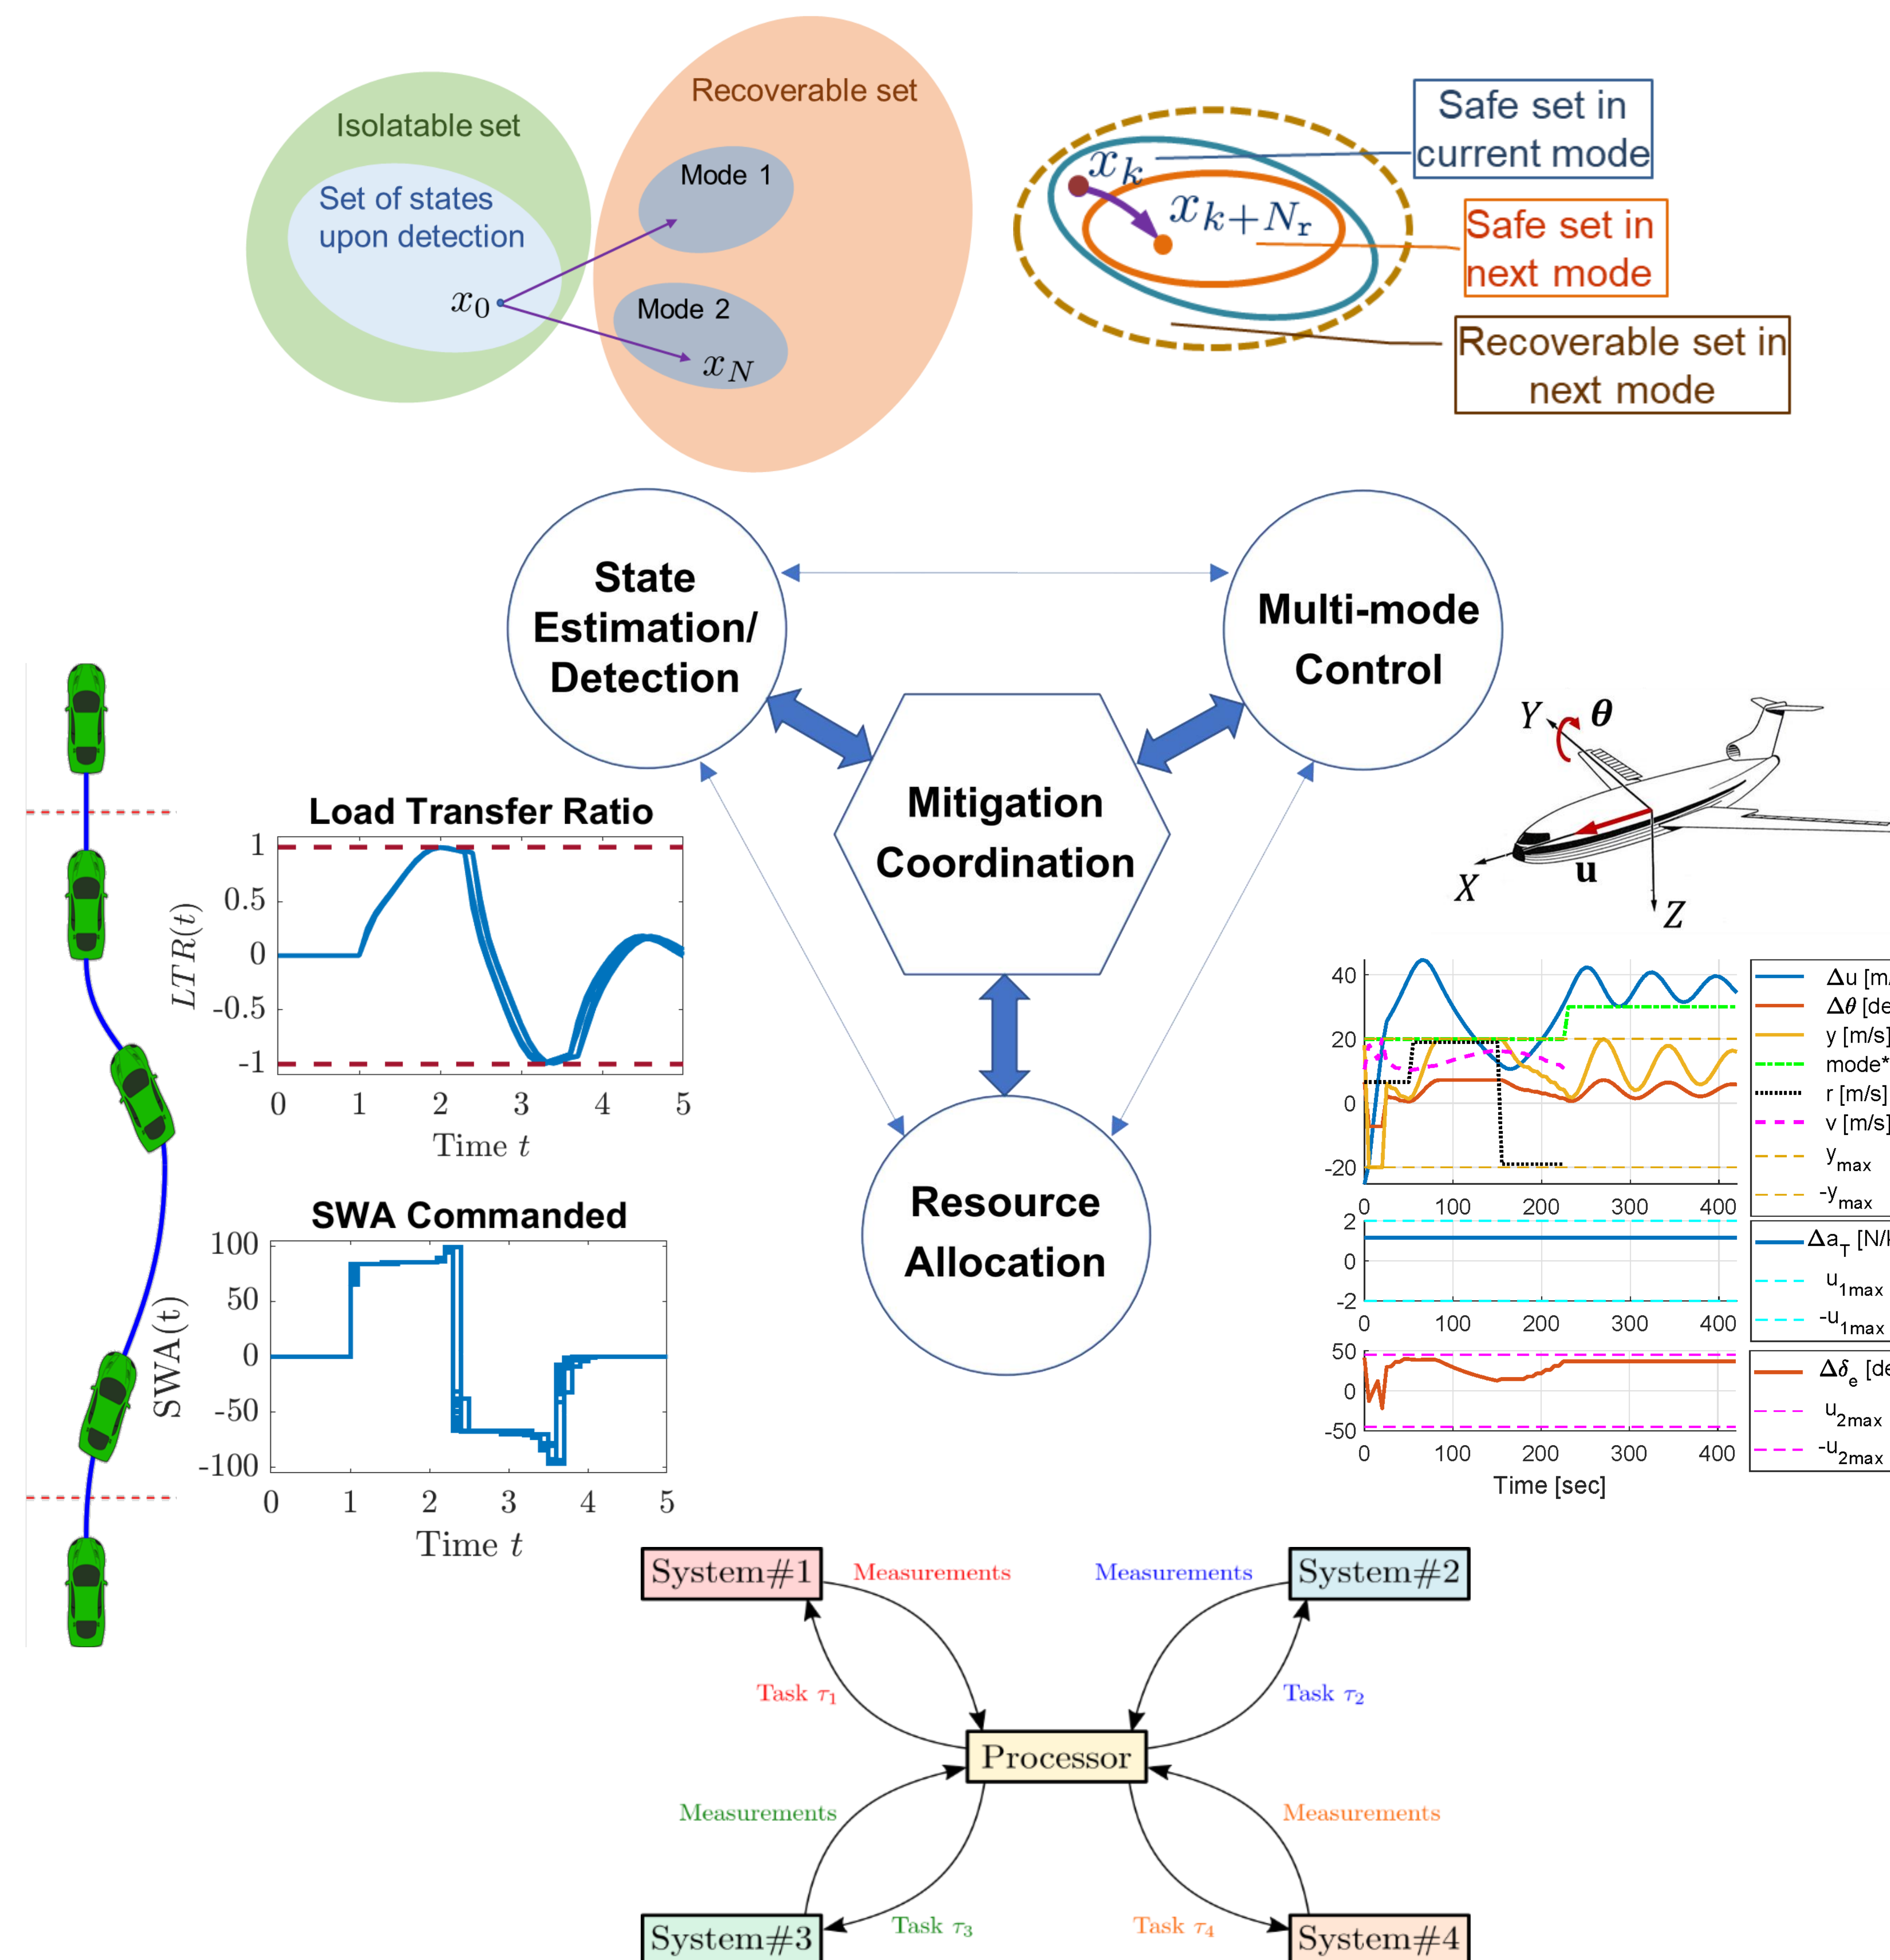 Isolatable set
Set of states
upon detection
x0
Recoverable set
Mode 1
Mode 2
xN
xk
xk+Nr
Safe set in
current mode
Safe set in
next mode
Recoverable set in
next mode
State
Estimation/
Detection
Multi-mode
Control
Mitigation
Coordination
Resource
Allocation
Load Transfer Ratio
LTR(t)
1
0.5
0
-0.5
-1
0 1 2 3 4 5
Time t
SWA Commanded
SWA(t)
100
50
0
-50
-100
0 1 2 3 4 5
Time t
Y θ
X
u
Z
40
20
0
-20
0 100 200 300 400
Δu [m/
Δθ [de
y [m/s]
mode*
r [m/s]
v [m/s]
ymax
-ymax
2
0
-2
0 100 200 300 400
ΔaT [N/
u1max
-u1max
50
0
-50
0 100 200 300 400
Time [sec]
Δδe [de
u2max
-u2max
System#1
Measurements
Measurements
System#2
Task τ1
Task τ2
Processor
Measurements
Measurements
System#3
Task τ3
Task τ4
System#4